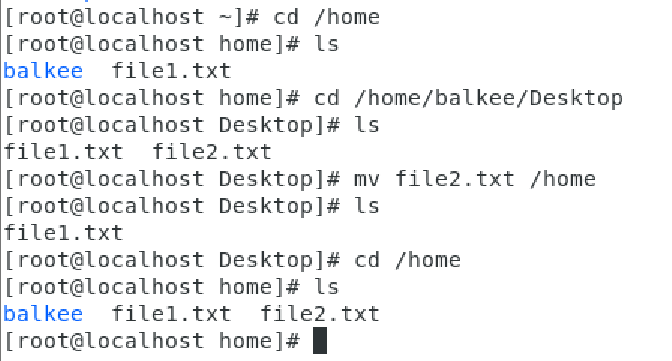 [root@localhost ~]# cd /home
[root@localhost home]# ls
balkee  file1.txt
[root@localhost home]# cd /home/balkee/Desktop
[root@localhost Desktop]# ls
file1.txt  file2.txt
[root@localhost Desktop]# mv file2.txt /home
[root@localhost Desktop]# ls
file1.txt
[root@localhost Desktop]# cd /home
[root@localhost home]# ls
balkee  file1.txt  file2.txt
[root@localhost home]#